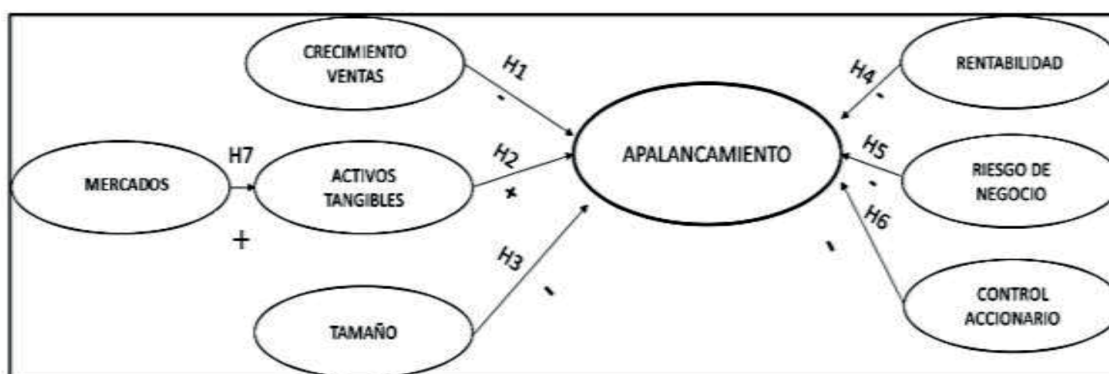 CRECIMIENTO
VENTAS
H1
-
MERCADOS
H7
+
ACTIVOS
TANGIBLES
H2
+
TAMAÑO
H3
-
APALANCAMIENTO
H4
-
RENTABILIDAD
H5
-
RIESGO DE
NEGOCIO
H6
-
CONTROL
ACCIONARIO